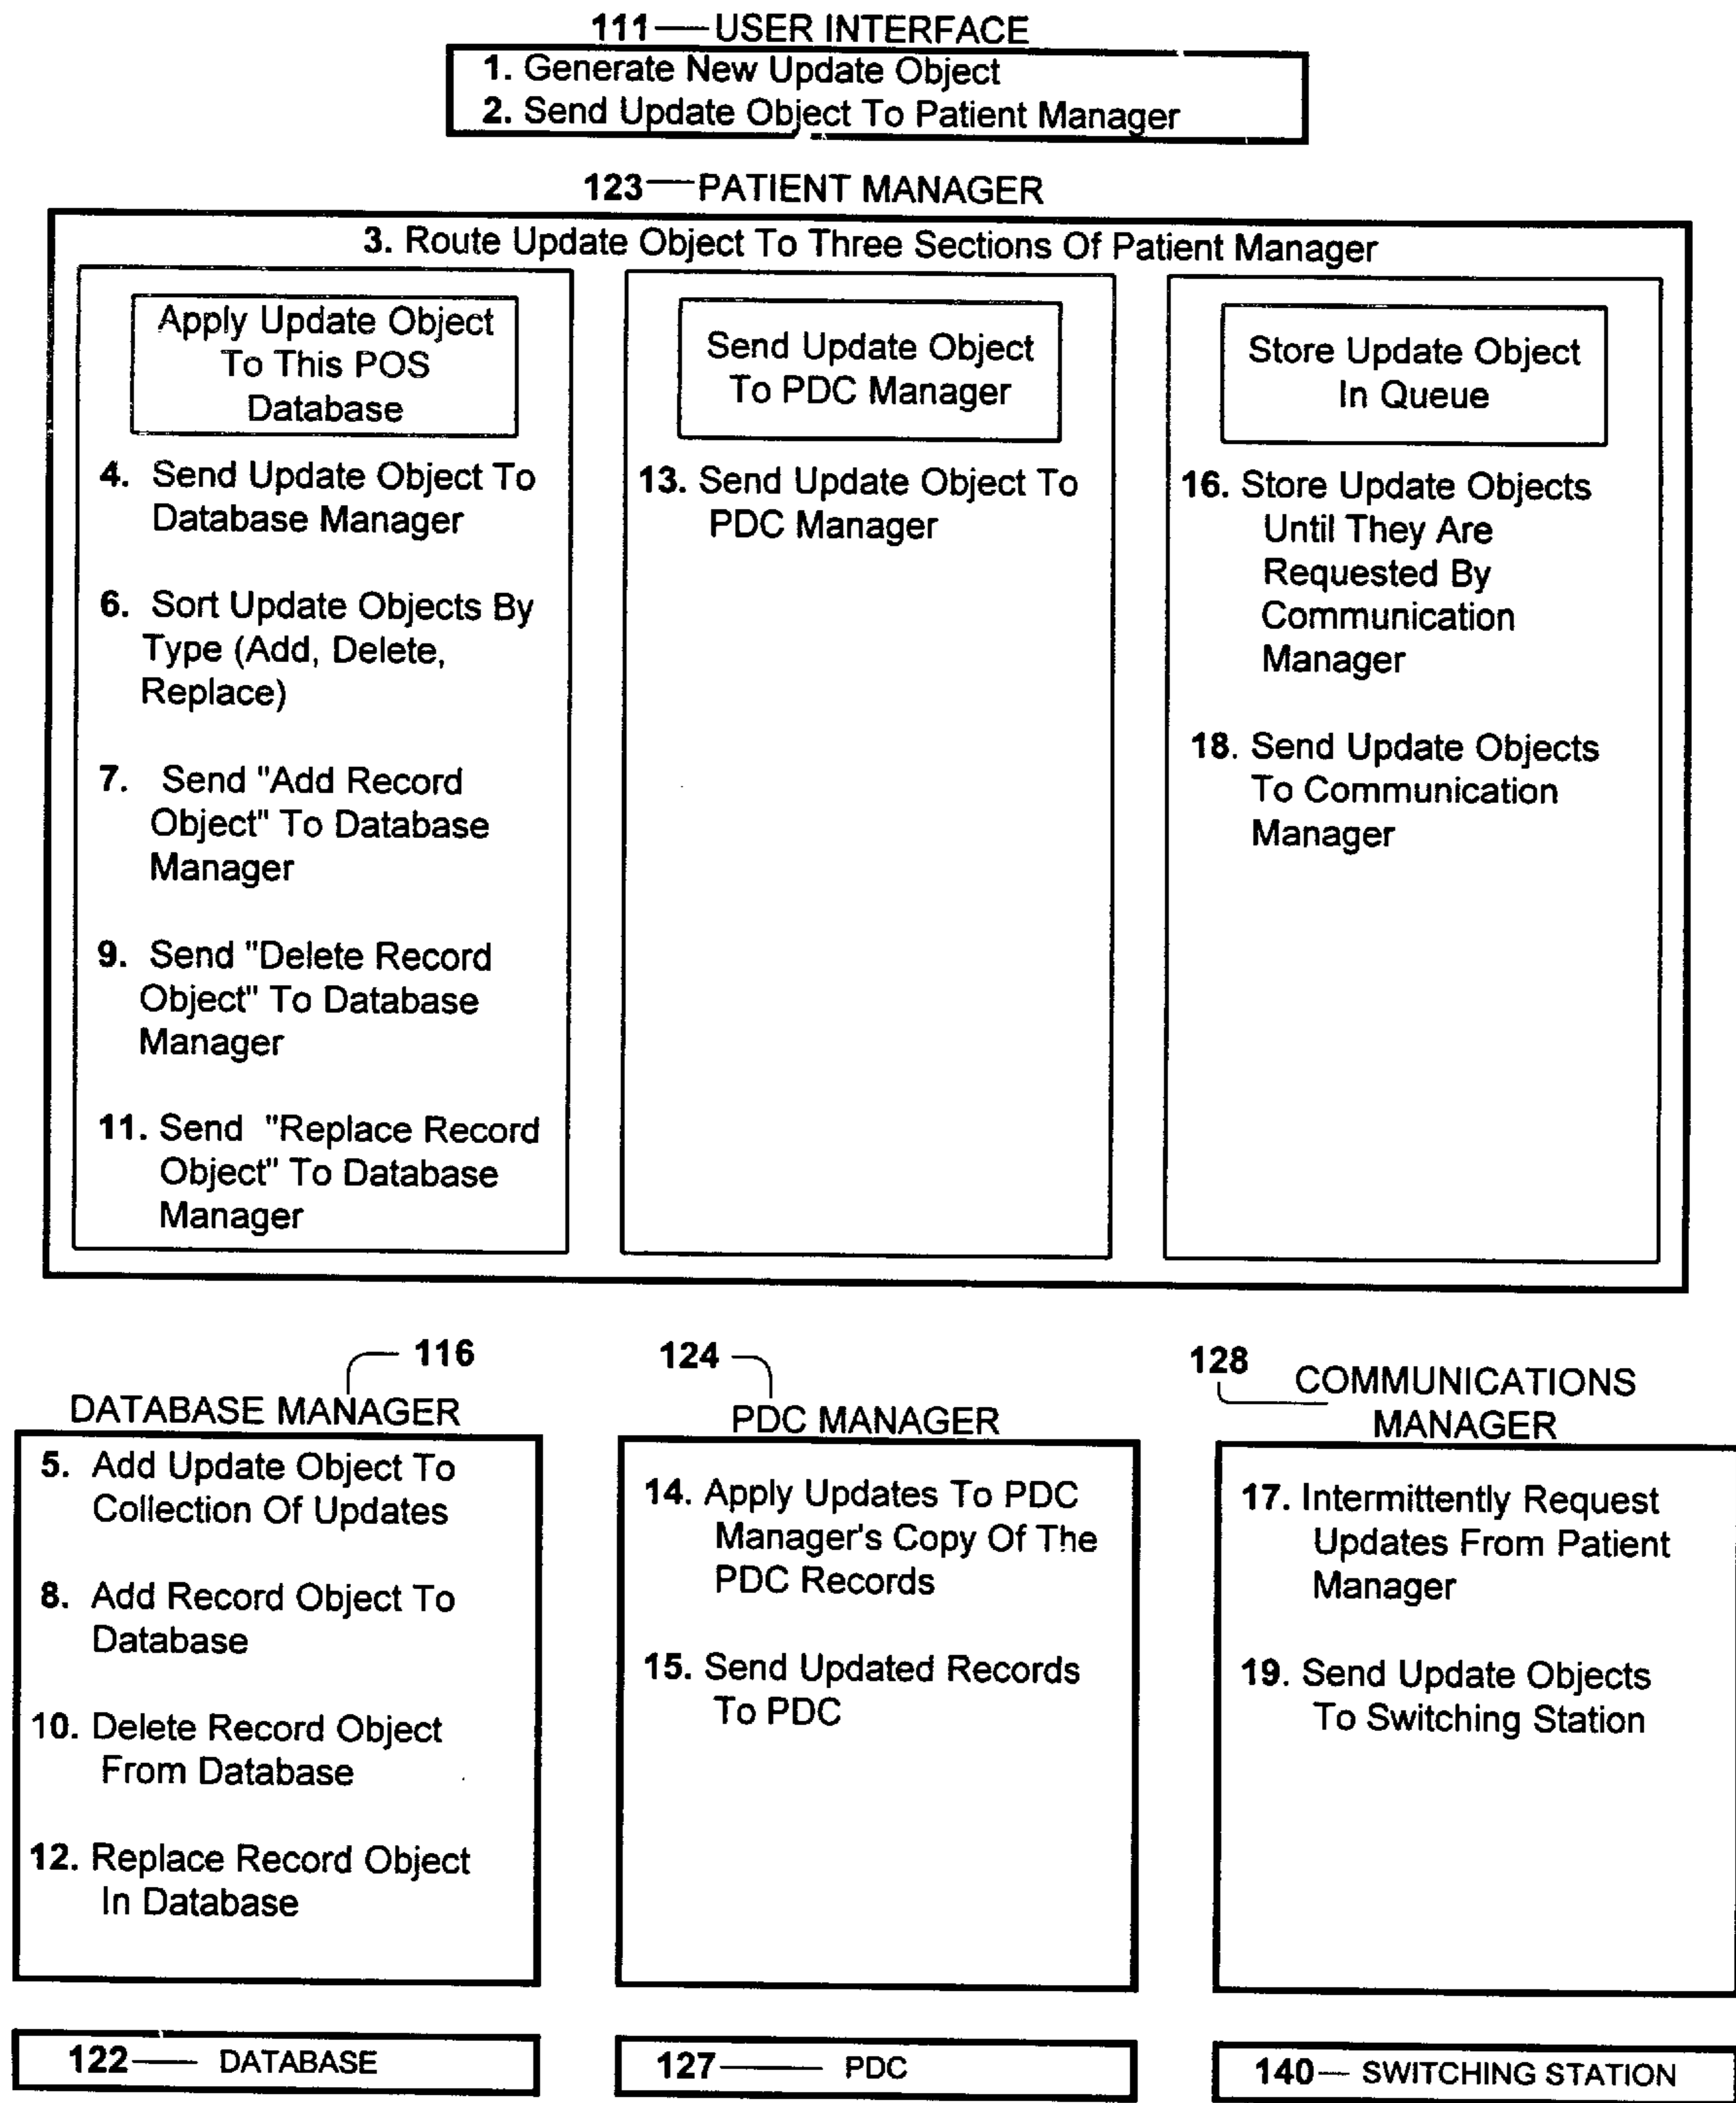 111 — USER INTERFACE
1. Generate New Update Object
2. Send Update Object To Patient Manager
123 — PATIENT MANAGER
3. Route Update Object To Three Sections Of Patient Manager
Apply Update Object
To This POS
Database
4. Send Update Object To
Database Manager
6. Sort Update Objects By
Type (Add, Delete,
Replace)
7. Send "Add Record
Object" To Database
Manager
9. Send "Delete Record
Object" To Database
Manager
11. Send "Replace Record
Object" To Database
Manager
Send Update Object
To PDC Manager
13. Send Update Object To
PDC Manager
Store Update Object
In Queue
16. Store Update Objects
Until They Are
Requested By
Communication
Manager
18. Send Update Objects
To Communication
Manager
116
DATABASE MANAGER
5. Add Update Object To
Collection Of Updates
8. Add Record Object To
Database
10. Delete Record Object
From Database
12. Replace Record Object
In Database
122 — DATABASE
124
PDC MANAGER
14. Apply Updates To PDC
Manager's Copy Of The
PDC Records
15. Send Updated Records
To PDC
127 — PDC
128
COMMUNICATIONS
MANAGER
17. Intermittently Request
Updates From Patient
Manager
19. Send Update Objects
To Switching Station
140 — SWITCHING STATION